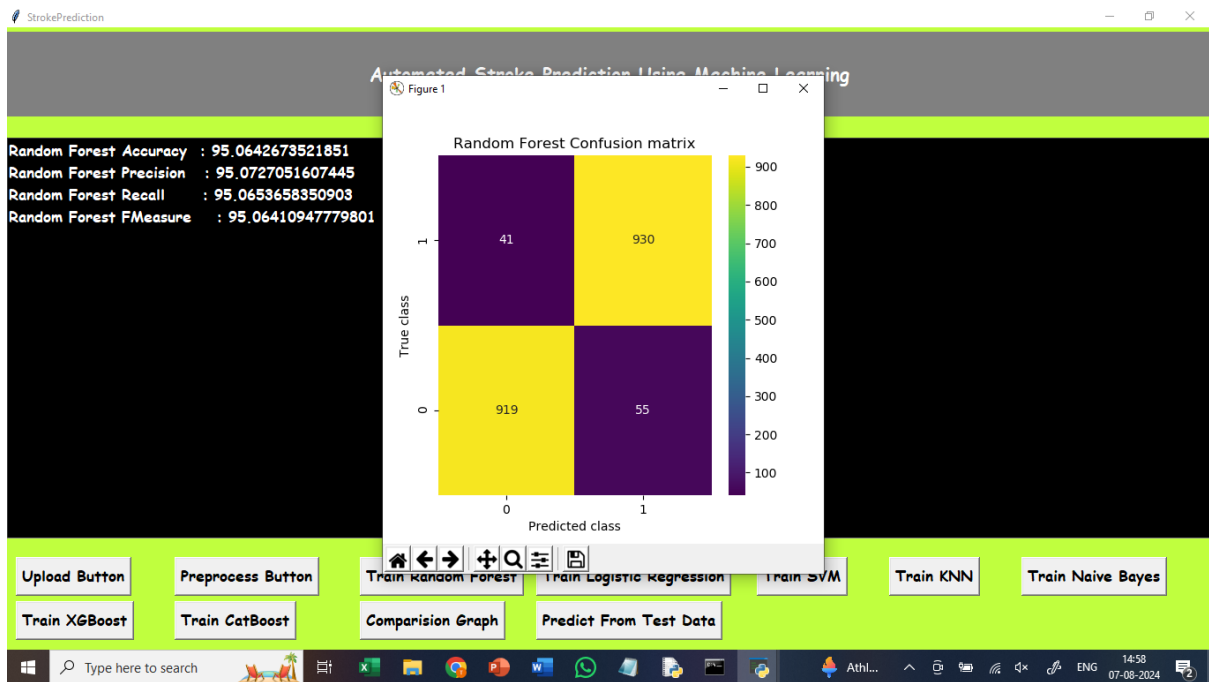 StrokePrediction
Automated Stroke Prediction Using Machine Learning
Figure 1
Random Forest Accuracy : 95.0642673521851
Random Forest Precision : 95.0727051607445
Random Forest Recall : 95.0653658350903
Random Forest FMeasure : 95.06410947779801
Random Forest Confusion matrix
900
800
700
600
500
400
300
200
100
True class
1
41
930
0
919
55
0
1
Predicted class
Upload Button
Preprocess Button
Train Random Forest
Train Logistic Regression
Train SVM
Train KNN
Train Naive Bayes
Train XGBoost
Train CatBoost
Comparision Graph
Predict From Test Data
Type here to search
Athl...
ENG
14:58
07-08-2024
2